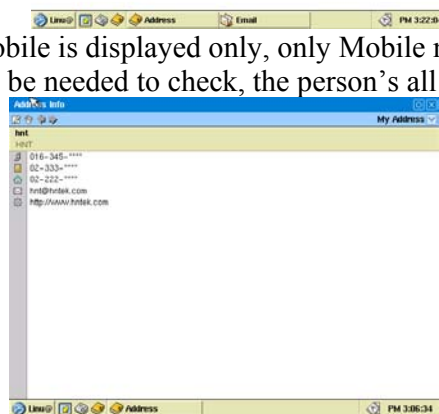 Linu@ Address Email PM 3:22:0
obile is displayed only, only Mobile
be needed to check, the person's all
Address Info
My Address
hnt
HNT
016-345-****
02-333-****
02-222-****
hnt@hntek.com
http://www.hntek.com
Linu@ Address PM 3:06:34